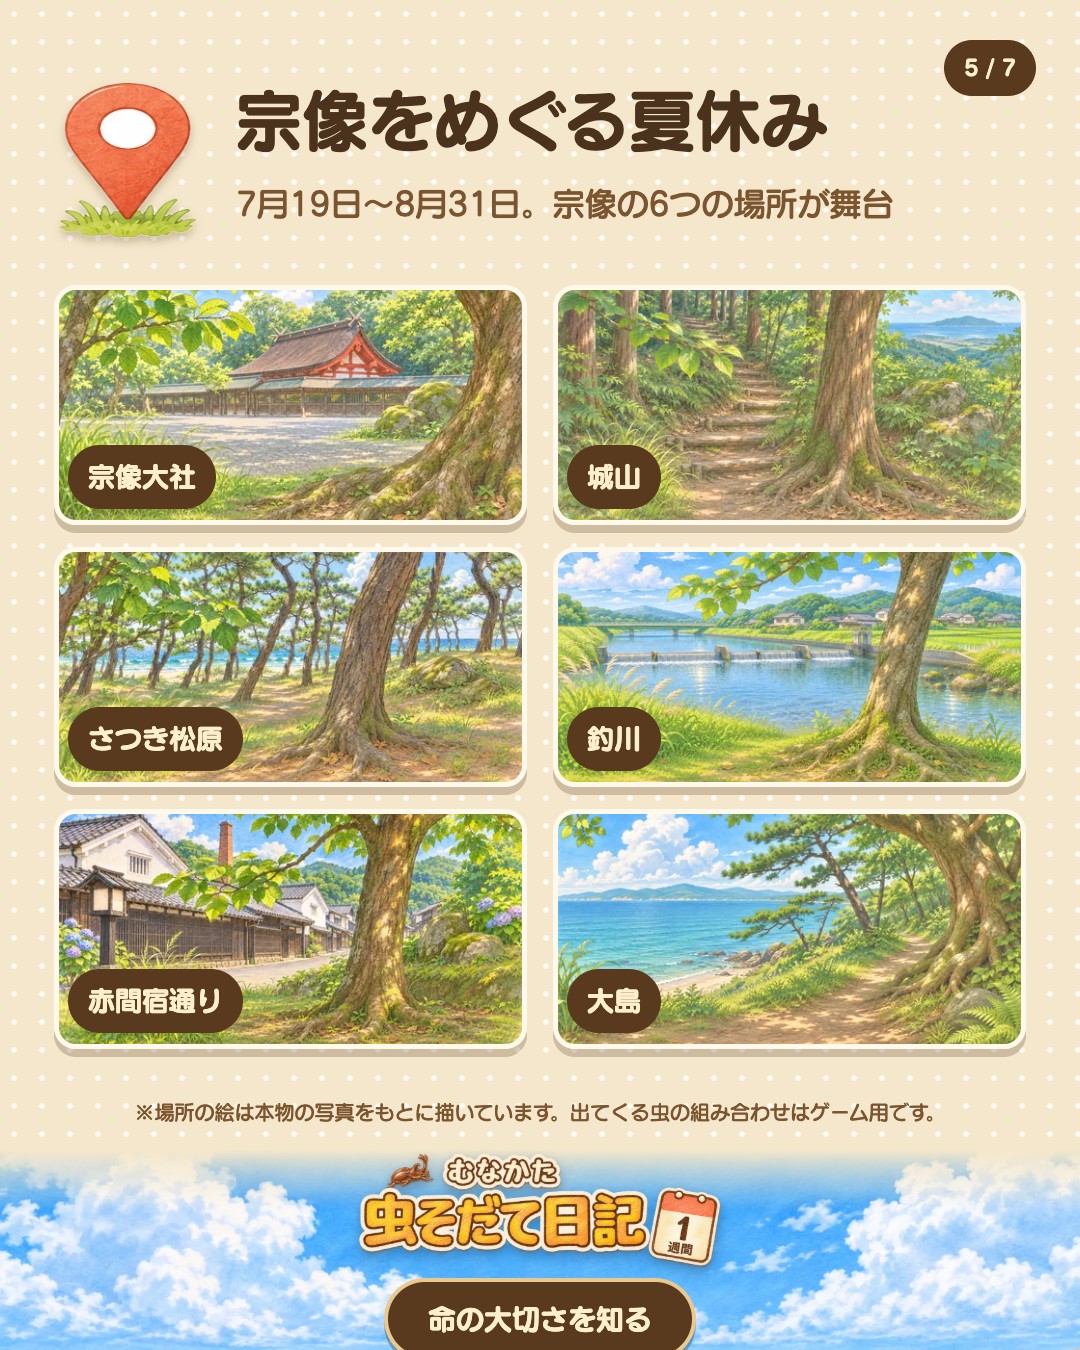 5 / 7
宗像をめぐる夏休み
7月19日～8月31日。宗像の6つの場所が舞台
宗像大社
城山
さつき松原
釣川
赤間宿通り
大島
※場所の絵は本物の写真をもとに描いています。出てくる虫の組み合わせはゲーム用です。
むなかた
虫そだて日記
1
週間
命の大切さを知る